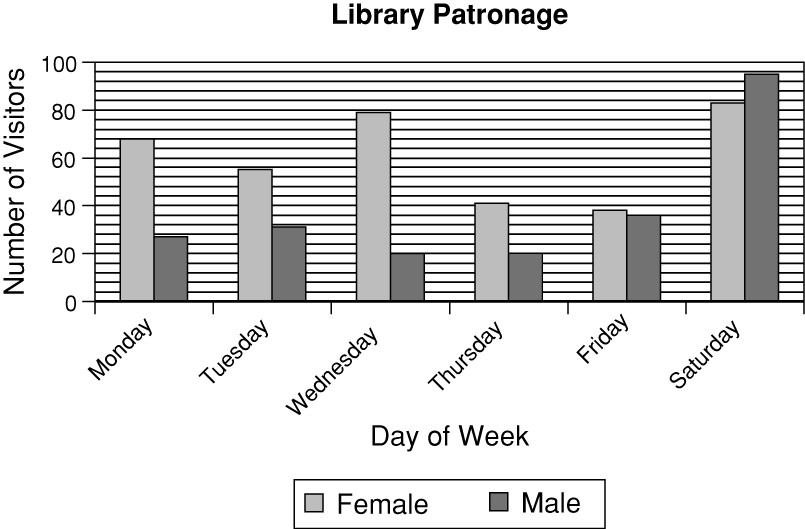 Library Patronage
Number of Visitors
100
80
60
40
20
0
Monday
Tuesday
Wednesday
Thursday
Friday
Saturday
Day of Week
Female
Male